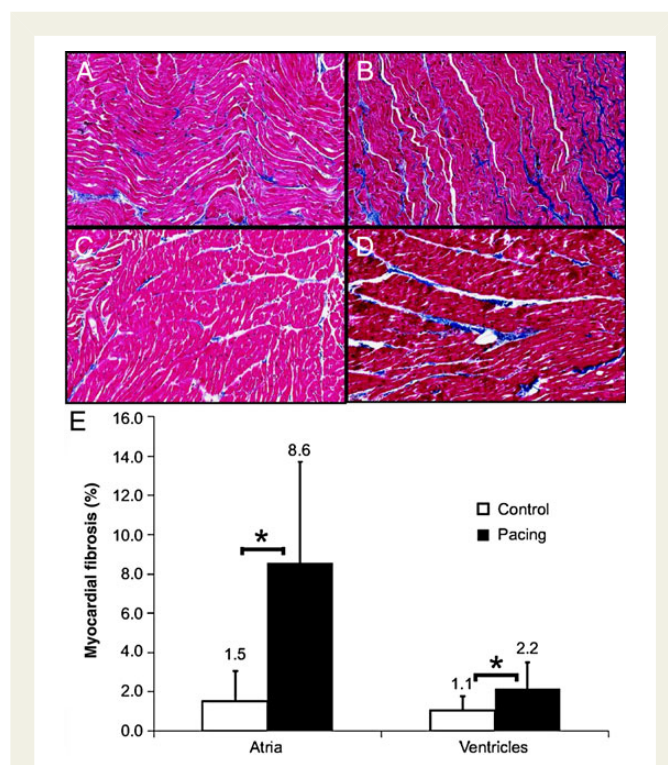 A
B
C
D
E
16.0
14.0
12.0
10.0
8.0
6.0
4.0
2.0
0.0
Myocardial fibrosis (%)
8.6
Control
Pacing
*
1.5
2.2
*
1.1
Atria
Ventricles